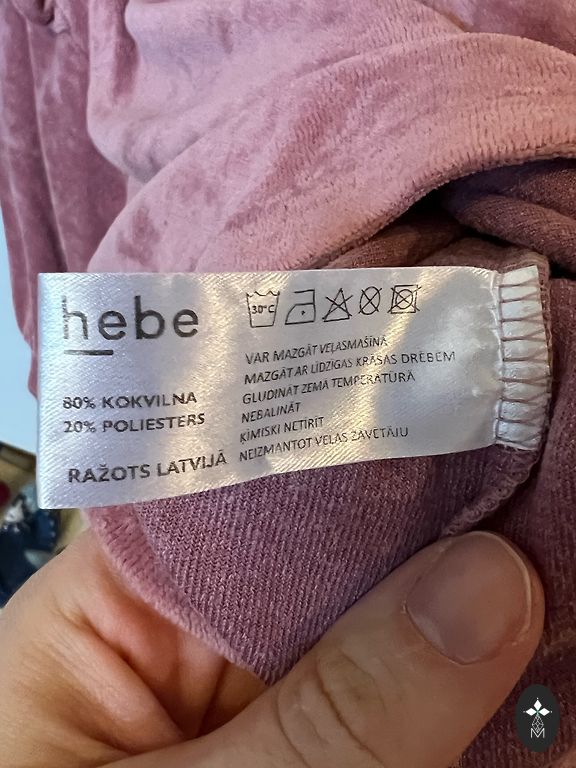 hebe
30°C
80% KOKVILNA
20% POLIESTERS
RAŽOTS LATVIJĀ
VAR MAZGĀT VEĻASMAŠĪNĀ
MAZGĀT AR LĪDZĪGAS KRĀSAS DRĒBĒM
GLUDINĀT ZEMĀ TEMPERATŪRĀ
NEBALINĀT
ĶĪMISKI NETĪRĪT
NEIZMANTOT VEĻAS ŽĀVĒTĀJU
M